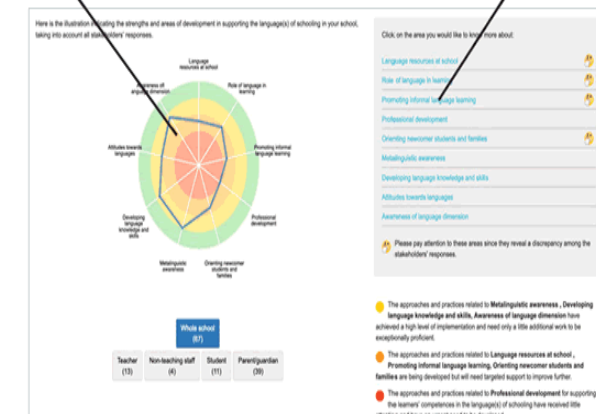 Here is the illustration indicating the strengths and areas of development in supporting the language(s) of schooling in your school,
taking into account all stakeholders' responses.
Language
resources at school
Role of language in
learning
Promoting informal
language learning
Professional
development
Orienting newcomer
students and
families
Metalinguistic
awareness
Developing
language
knowledge and
skills
Attitudes towards
languages
Awareness of
language dimension
Whole school
(67)
Teacher
(13)
Non-teaching staff
(4)
Student
(11)
Parent/guardian
(39)
Click on the area you would like to know more about:
Language resources at school
Role of language in learning
Promoting informal language learning
Professional development
Orienting newcomer students and families
Metalinguistic awareness
Developing language knowledge and skills
Attitudes towards languages
Awareness of language dimension
Please pay attention to these areas since they reveal a discrepancy among the
stakeholders' responses.
The approaches and practices related to Metalinguistic awareness , Developing
language knowledge and skills, Awareness of language dimension have
achieved a high level of implementation and need only a little additional work to be
exceptionally proficient.
The approaches and practices related to Language resources at school ,
Promoting informal language learning, Orienting newcomer students and
families are being developed but will need targeted support to improve further.
The approaches and practices related to Professional development for supporting
the learners' competences in the language(s) of schooling have received little